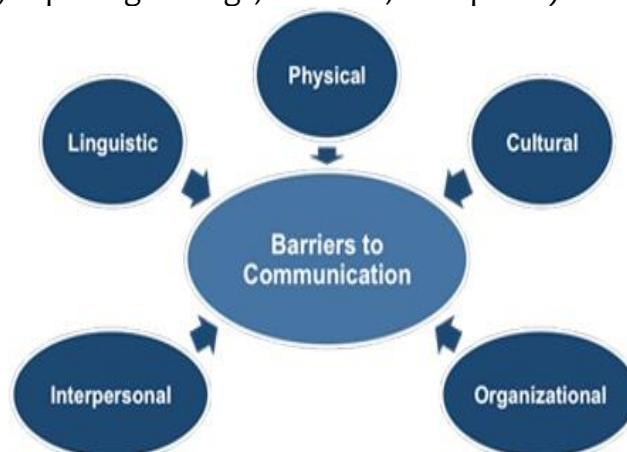 Physical
Linguistic
Cultural
Barriers to
Communication
Interpersonal
Organizational